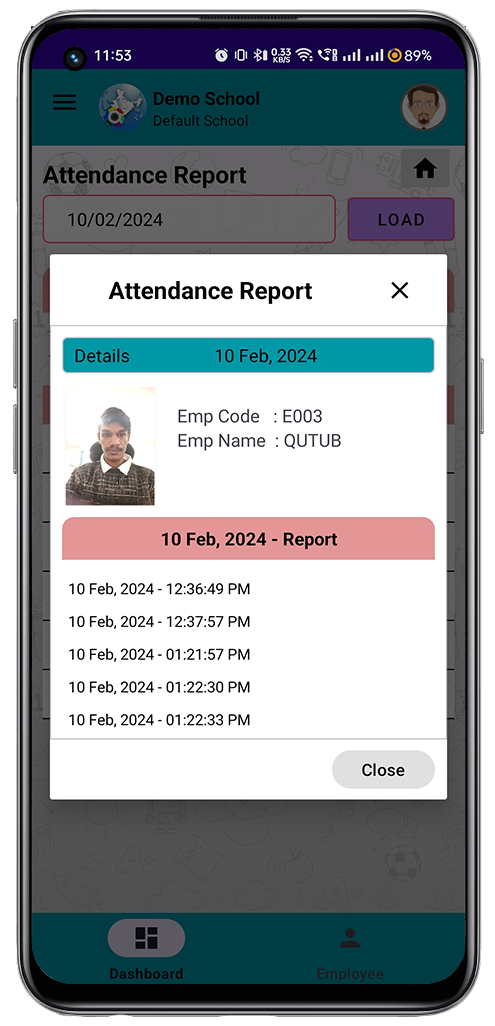 11:53
0.33
KB/S
89%
Demo School
Default School
Attendance Report
10/02/2024
LOAD
Attendance Report
Details 10 Feb, 2024
Emp Code : E003
Emp Name : QUTUB
10 Feb, 2024 - Report
10 Feb, 2024 - 12:36:49 PM
10 Feb, 2024 - 12:37:57 PM
10 Feb, 2024 - 01:21:57 PM
10 Feb, 2024 - 01:22:30 PM
10 Feb, 2024 - 01:22:33 PM
Close
Dashboard
Employee